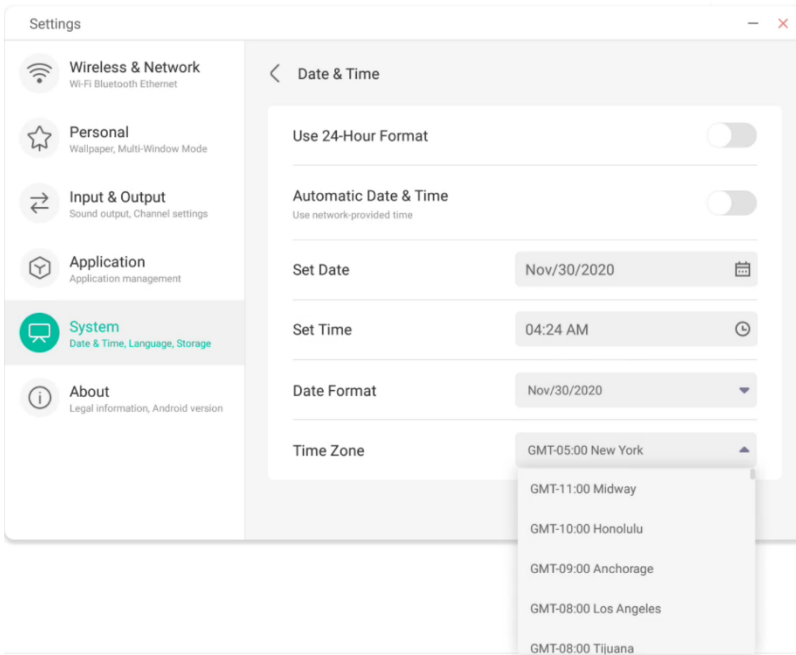 Settings
Wireless & Network
Wi-Fi Bluetooth Ethernet
Personal
Wallpaper, Multi-Window Mode
Input & Output
Sound output, Channel settings
Application
Application management
System
Date & Time, Language, Storage
About
Legal information, Android version
Date & Time
Use 24-Hour Format
Automatic Date & Time
Use network-provided time
Set Date
Nov/30/2020
Set Time
04:24 AM
Date Format
Nov/30/2020
Time Zone
GMT-05:00 New York
GMT-11:00 Midway
GMT-10:00 Honolulu
GMT-09:00 Anchorage
GMT-08:00 Los Angeles
GMT-08:00 Tijuana